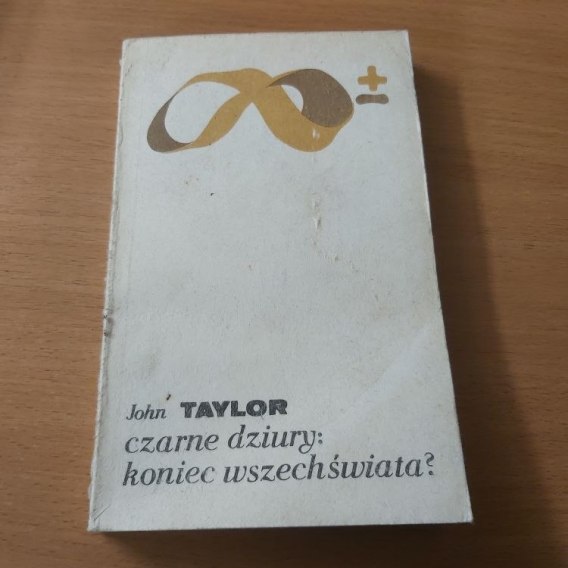 ±
John TAYLOR
czarne dziury:
koniec wszechświata?